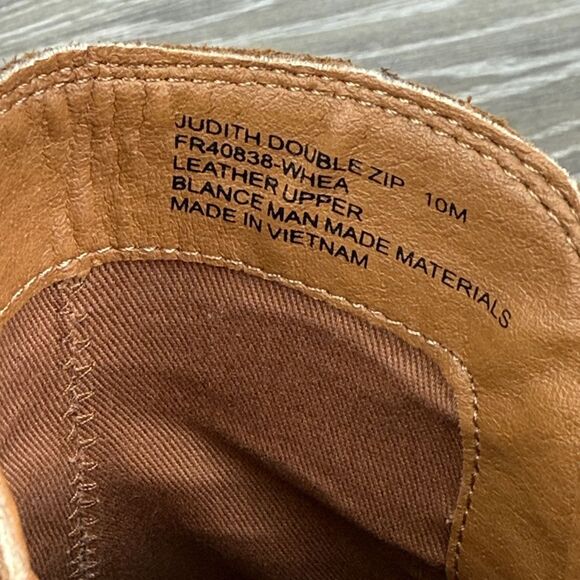 JUDITH DOUBLE ZIP 10M
FR40838-WHEA
LEATHER UPPER
BLANCE MAN MADE MATERIALS
MADE IN VIETNAM